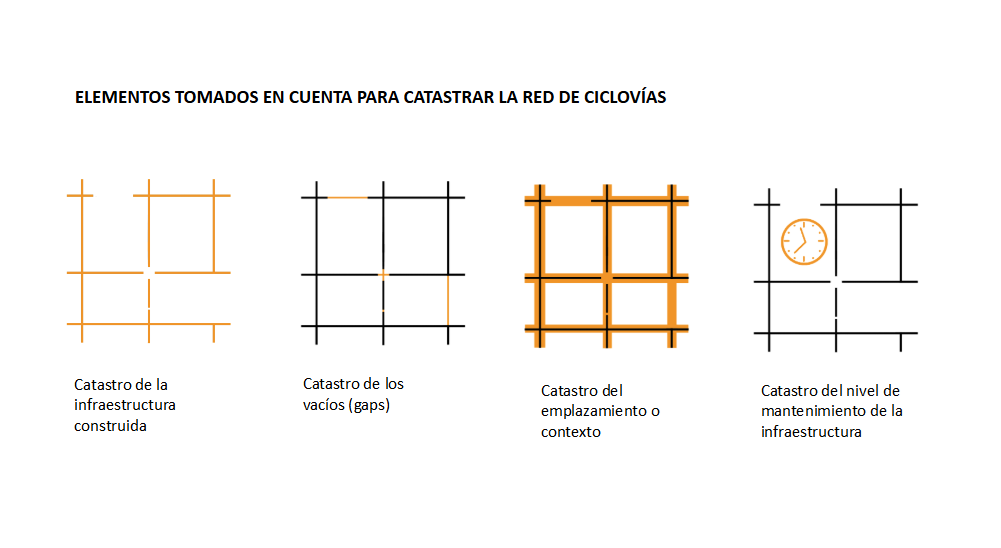 ELEMENTOS TOMADOS EN CUENTA PARA CATASTRAR LA RED DE CICLOVÍAS
Catastro de la
infraestructura
construida
Catastro de los
vacíos (gaps)
Catastro del
emplazamiento o
contexto
Catastro del nivel de
mantenimiento de la
infraestructura